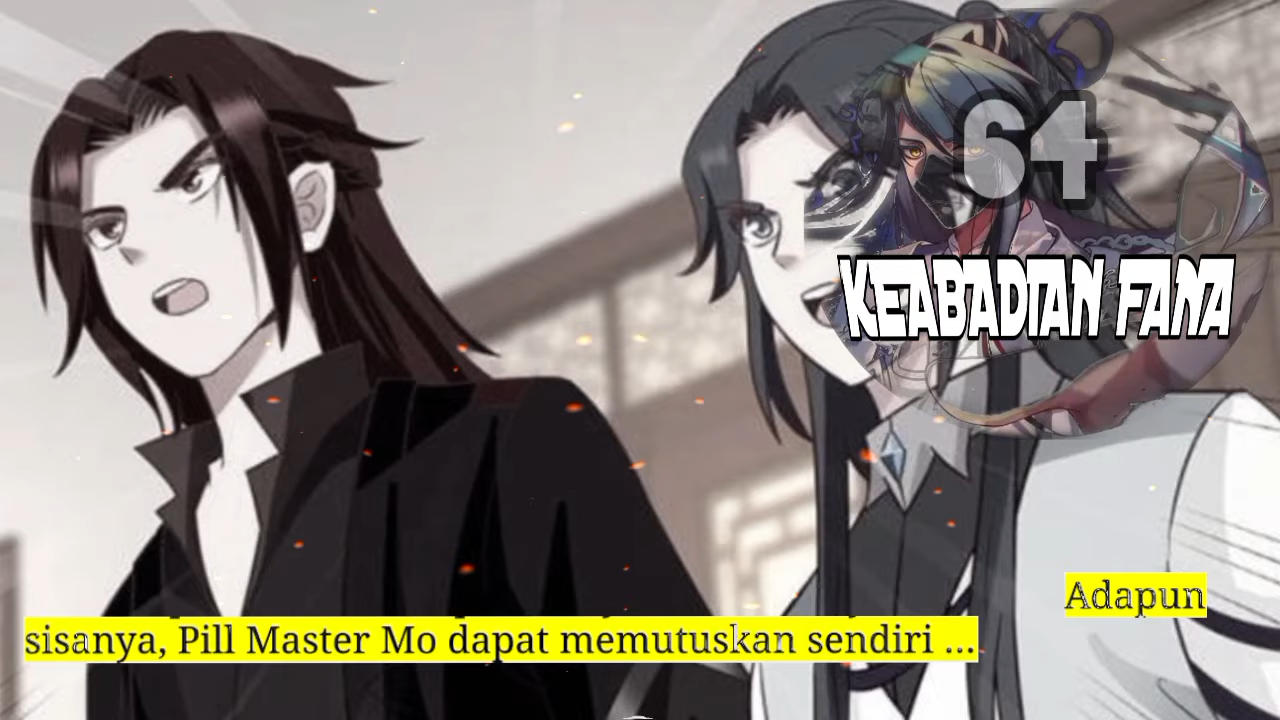 64
KEABADIAN FANA
Adapun
sisanya, Pill Master Mo dapat memutuskan sendiri ...